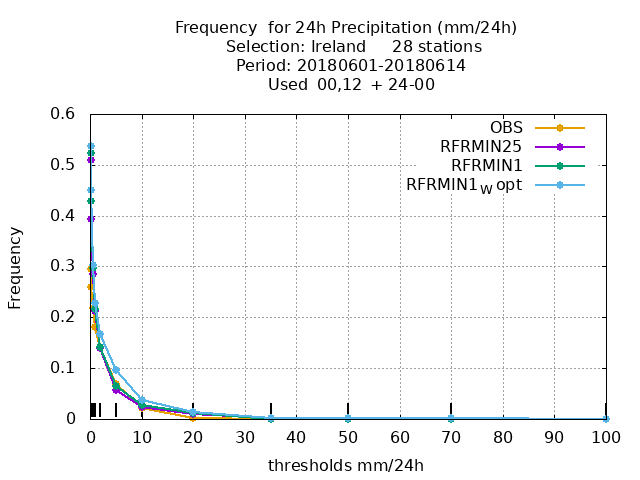 Frequency  for 24h Precipitation (mm/24h)
Selection: Ireland     28 stations
Period: 20180601-20180614
Used  00,12  + 24-00
OBS
RFRMIN25
RFRMIN1
RFRMIN1w opt
Frequency
0.6
0.5
0.4
0.3
0.2
0.1
0
0 10 20 30 40 50 60 70 80 90 100
thresholds mm/24h